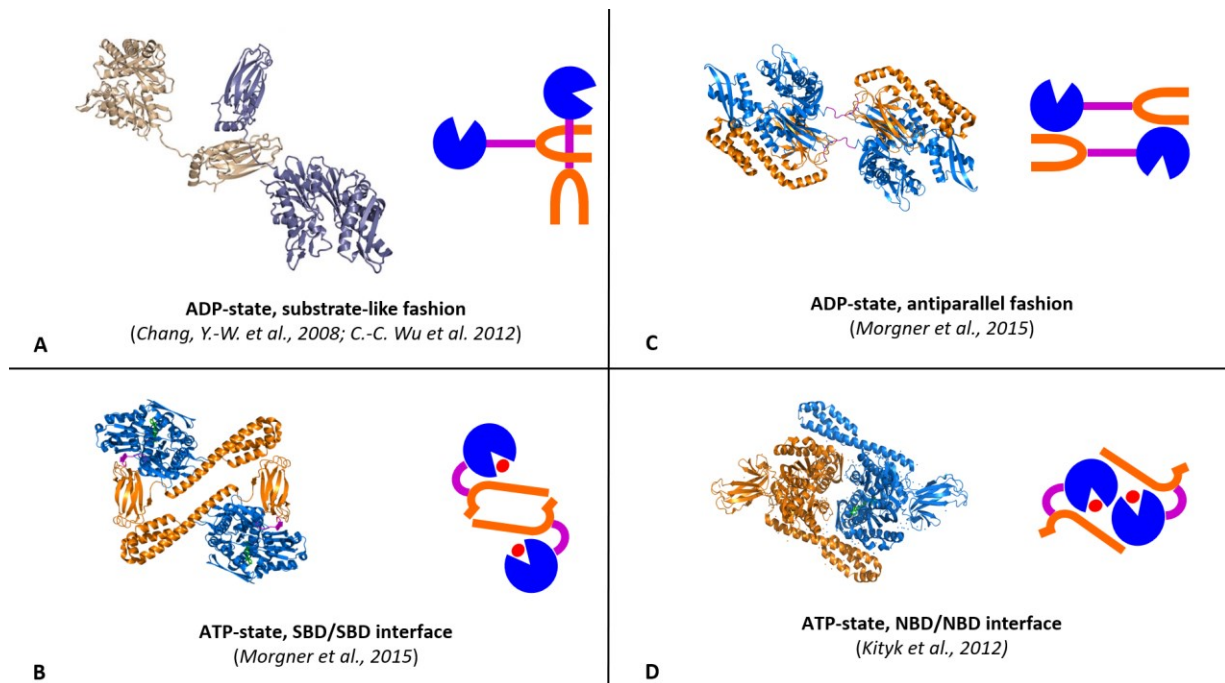 ADP-state, substrate-like fashion
(Chang, Y.-W. et al., 2008; C.-C. Wu et al. 2012)
A
ADP-state, antiparallel fashion
(Morgner et al., 2015)
C
ATP-state, SBD/SBD interface
(Morgner et al., 2015)
B
ATP-state, NBD/NBD interface
(Kityk et al., 2012)
D